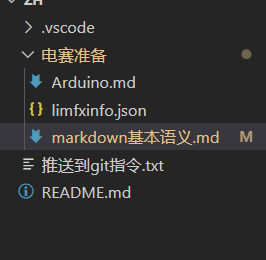 .vscode
电赛准备
Arduino.md
{} limfxinfo.json
markdown基本语义.md M
推送到git指令.txt
README.md